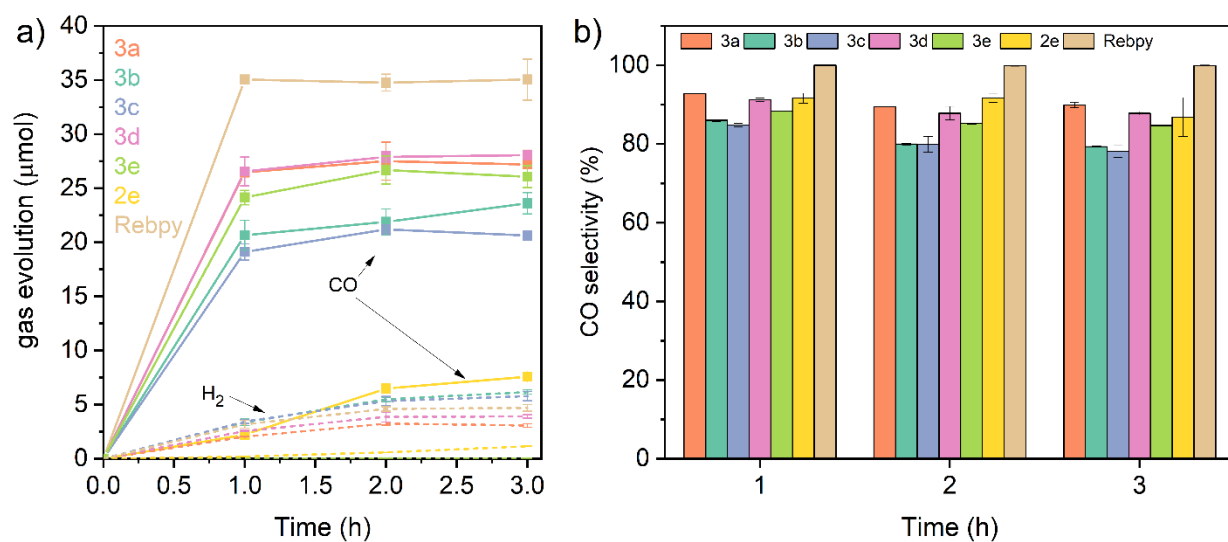 a)
3a
3b
3c
3d
3e
2e
Rebpy
CO
H2
gas evolution (µmol)
40
35
30
25
20
15
10
5
0
0.0 0.5 1.0 1.5 2.0 2.5 3.0
Time (h)
b)
3a 3b 3c 3d 3e 2e Rebpy
CO selectivity (%)
100
80
60
40
20
0
1 2 3
Time (h)